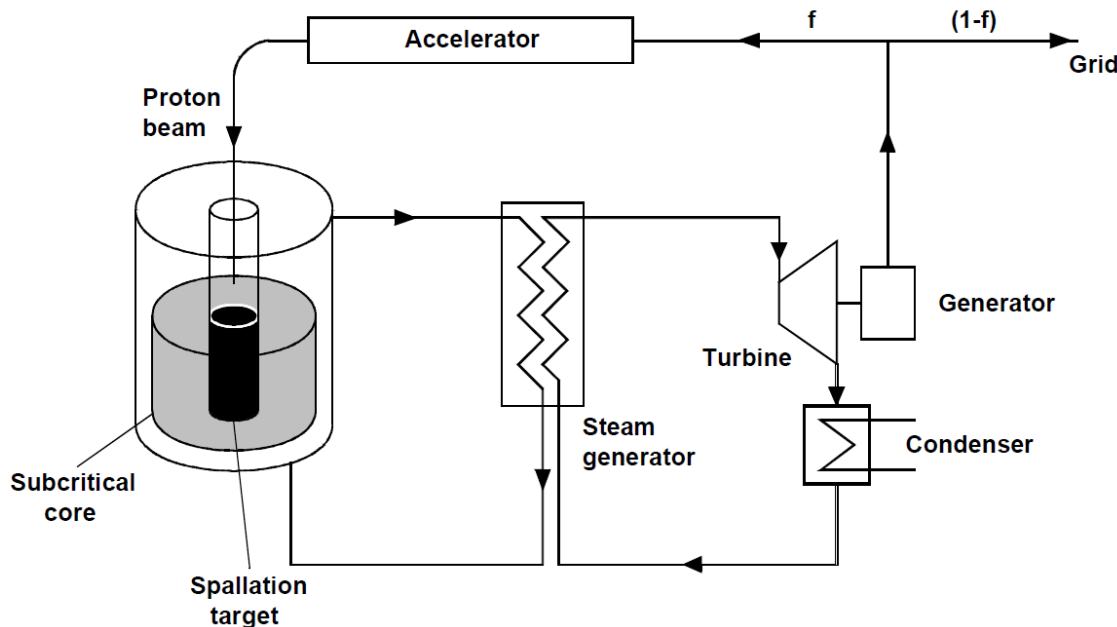 f
(1-f)
Accelerator
Grid
Proton
beam
Generator
Turbine
Steam
generator
Condenser
Subcritical
core
Spallation
target